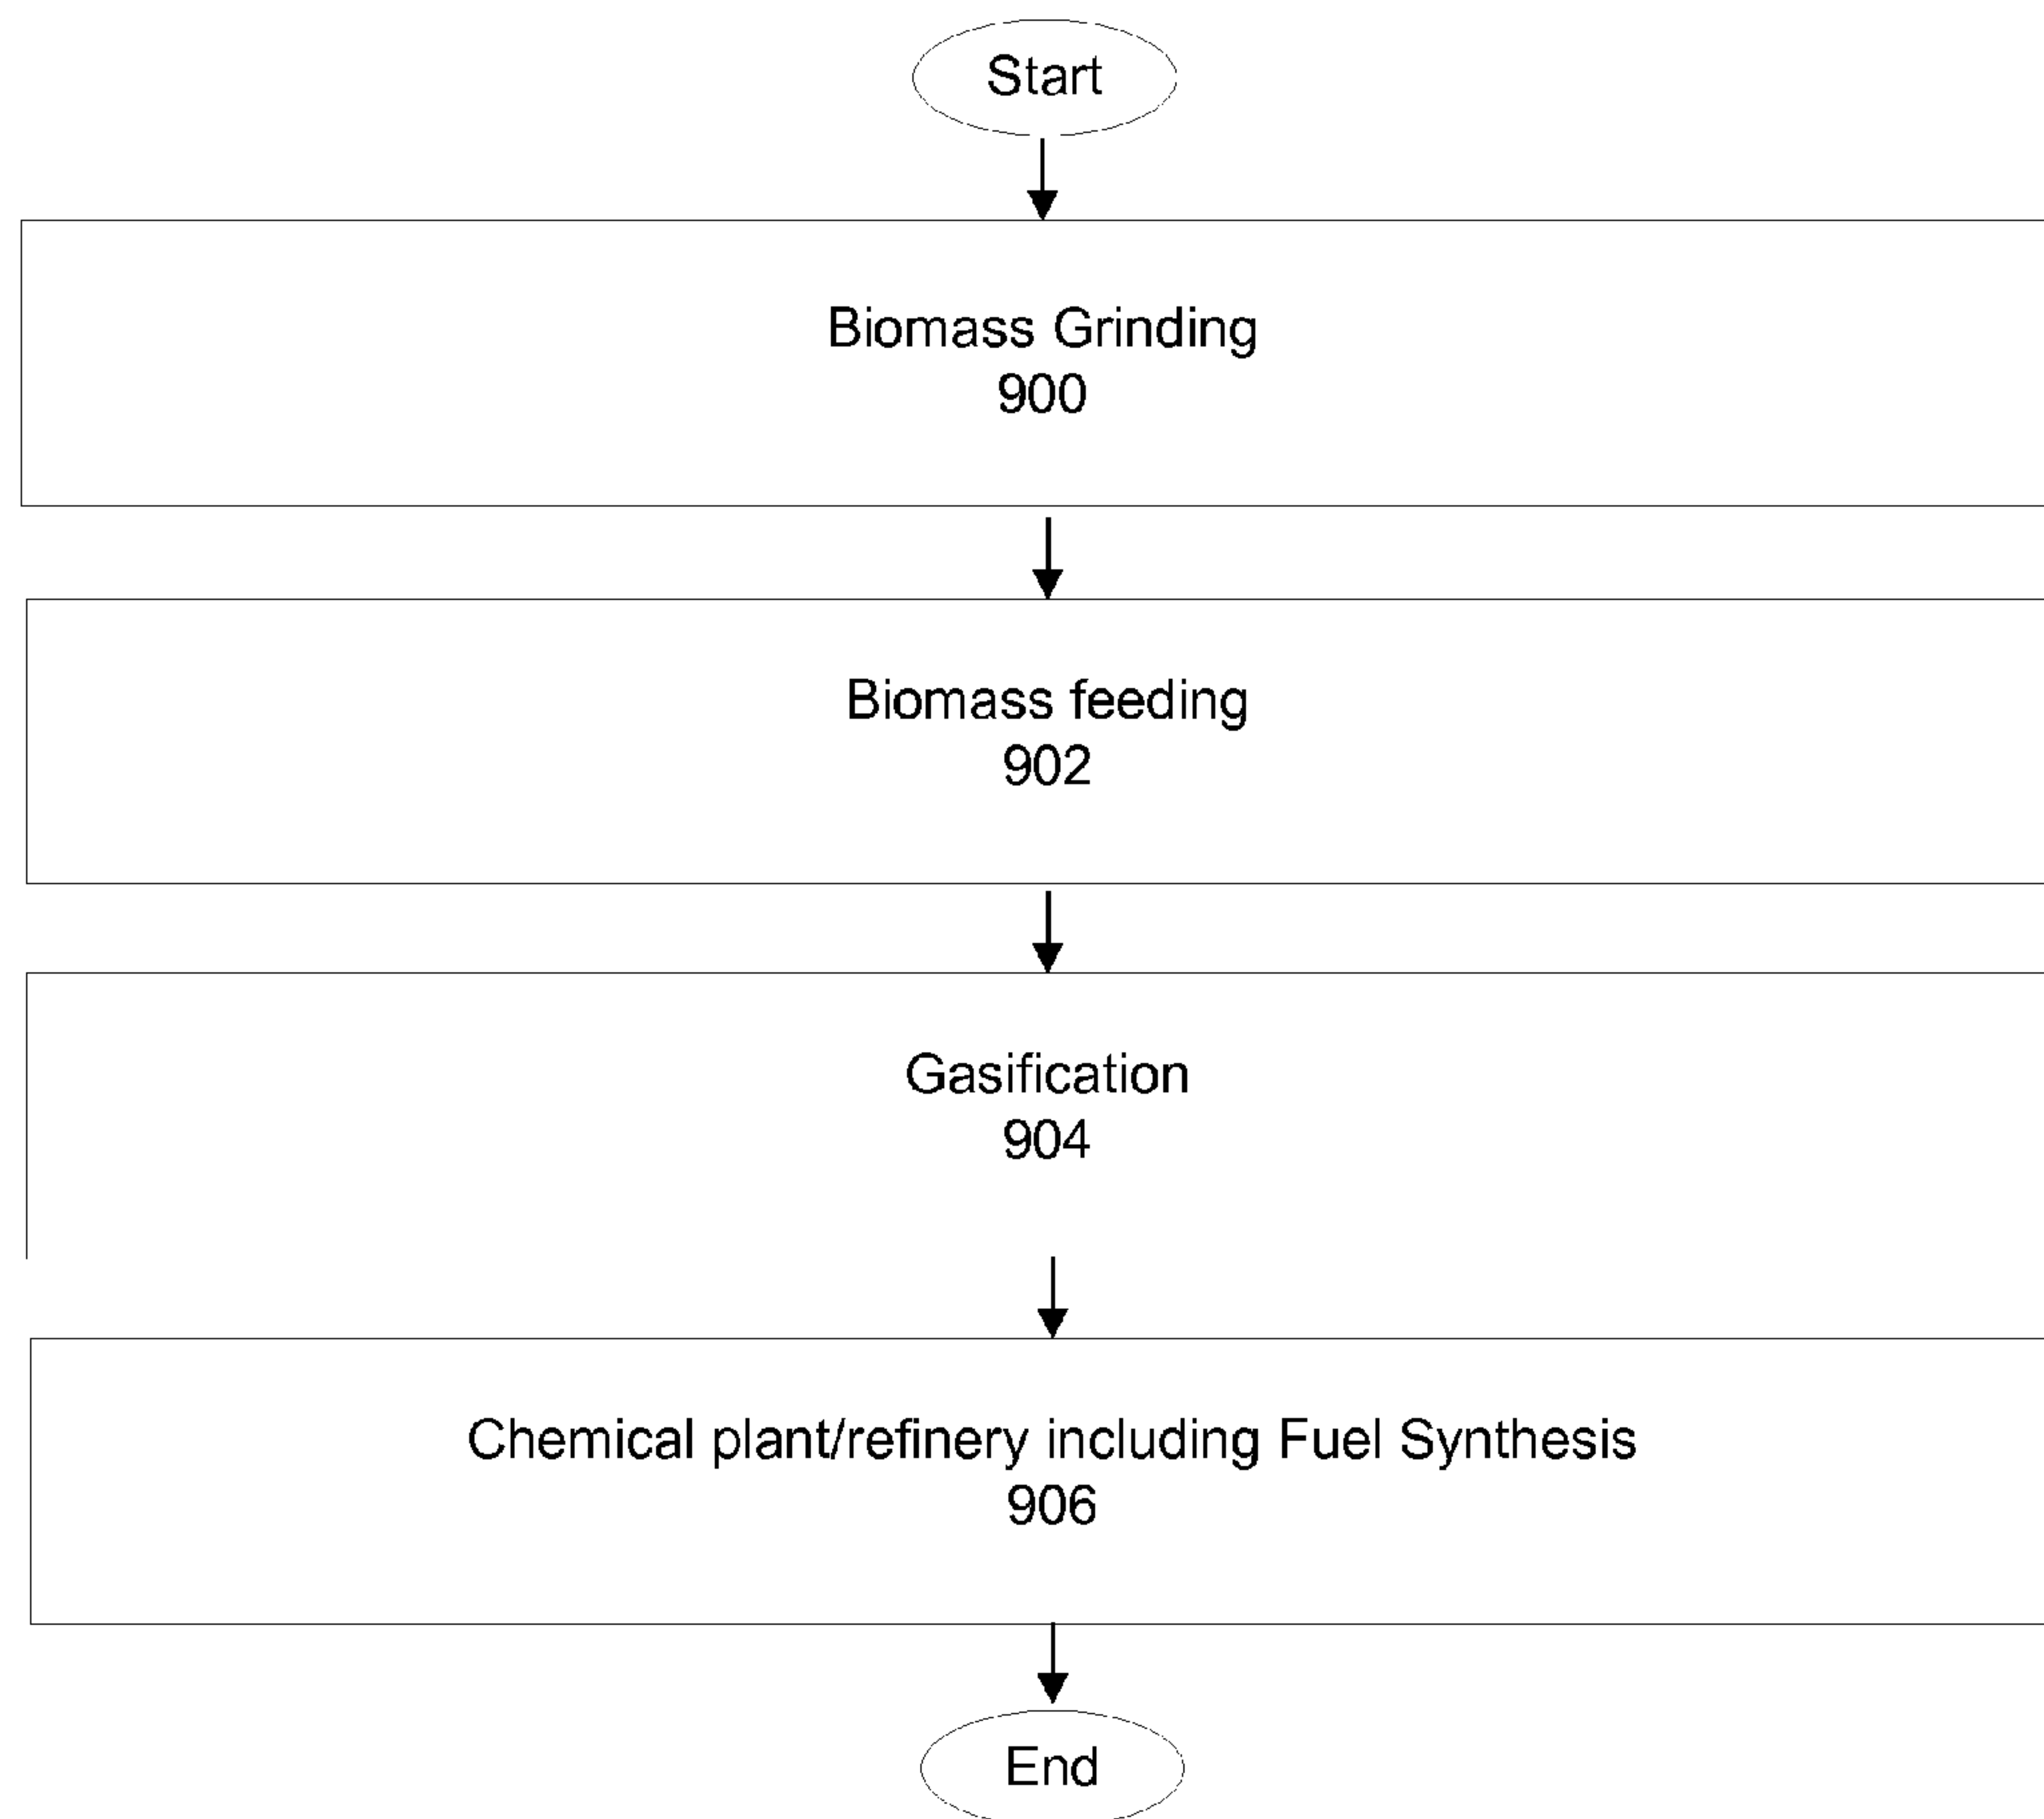 Start
Biomass Grinding
900
Biomass feeding
902
Gasification
904
Chemical plant/refinery including Fuel Synthesis
906
End